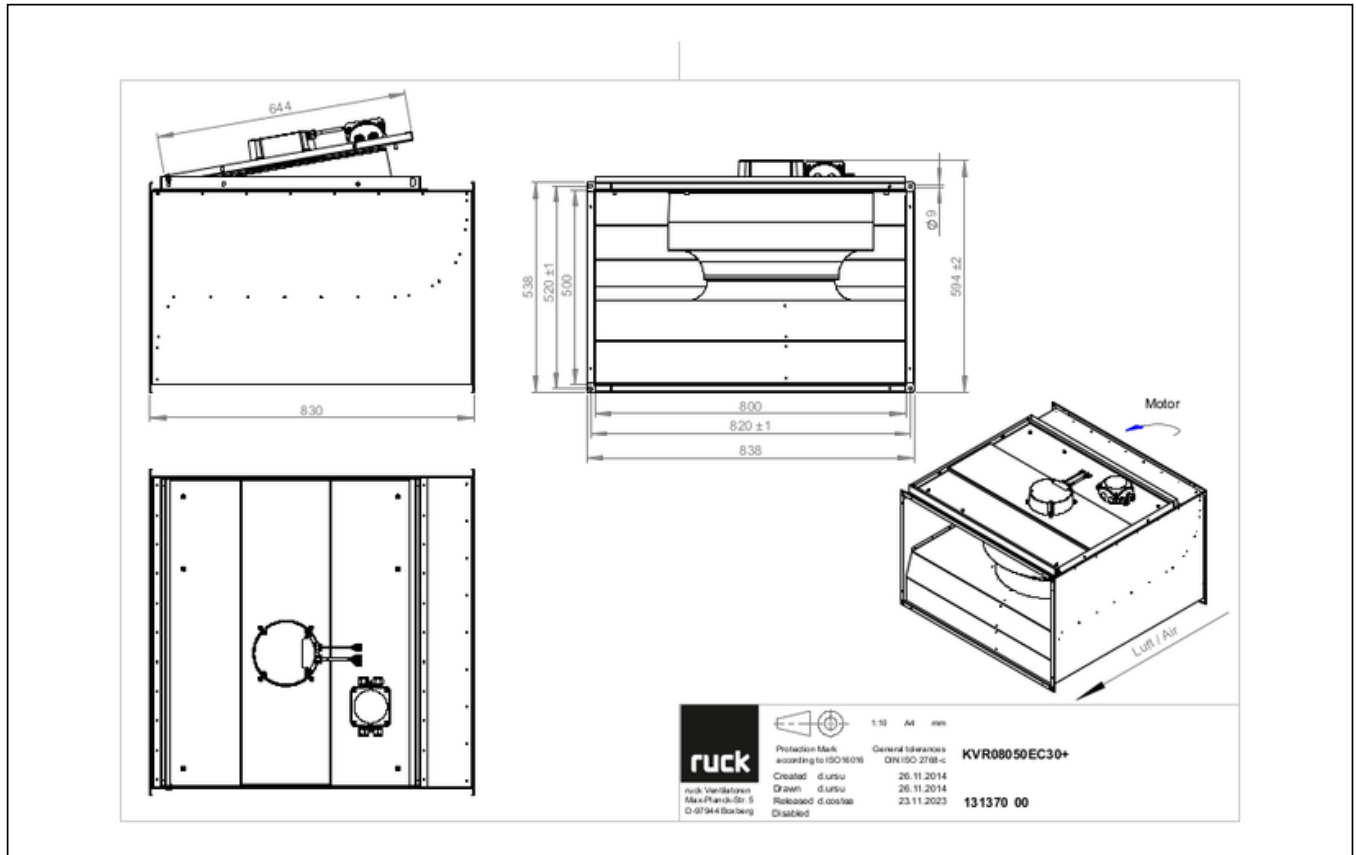 644
830
538
520 ±1
500
Ø 9
594 ±2
800
820 ±1
838
Motor
Luft / Air
ruck
ruck Ventilatoren
Max-Planck-Str. 5
D-97944 Boxberg
1:10 A4 mm
Protection Mark
according to ISO16016
General tolerances
DIN ISO 2768-c
Created d.ursu 26.11.2014
Drawn d.ursu 26.11.2014
Released d.costea 23.11.2023
Disabled
KVR08050EC30+
131370 00